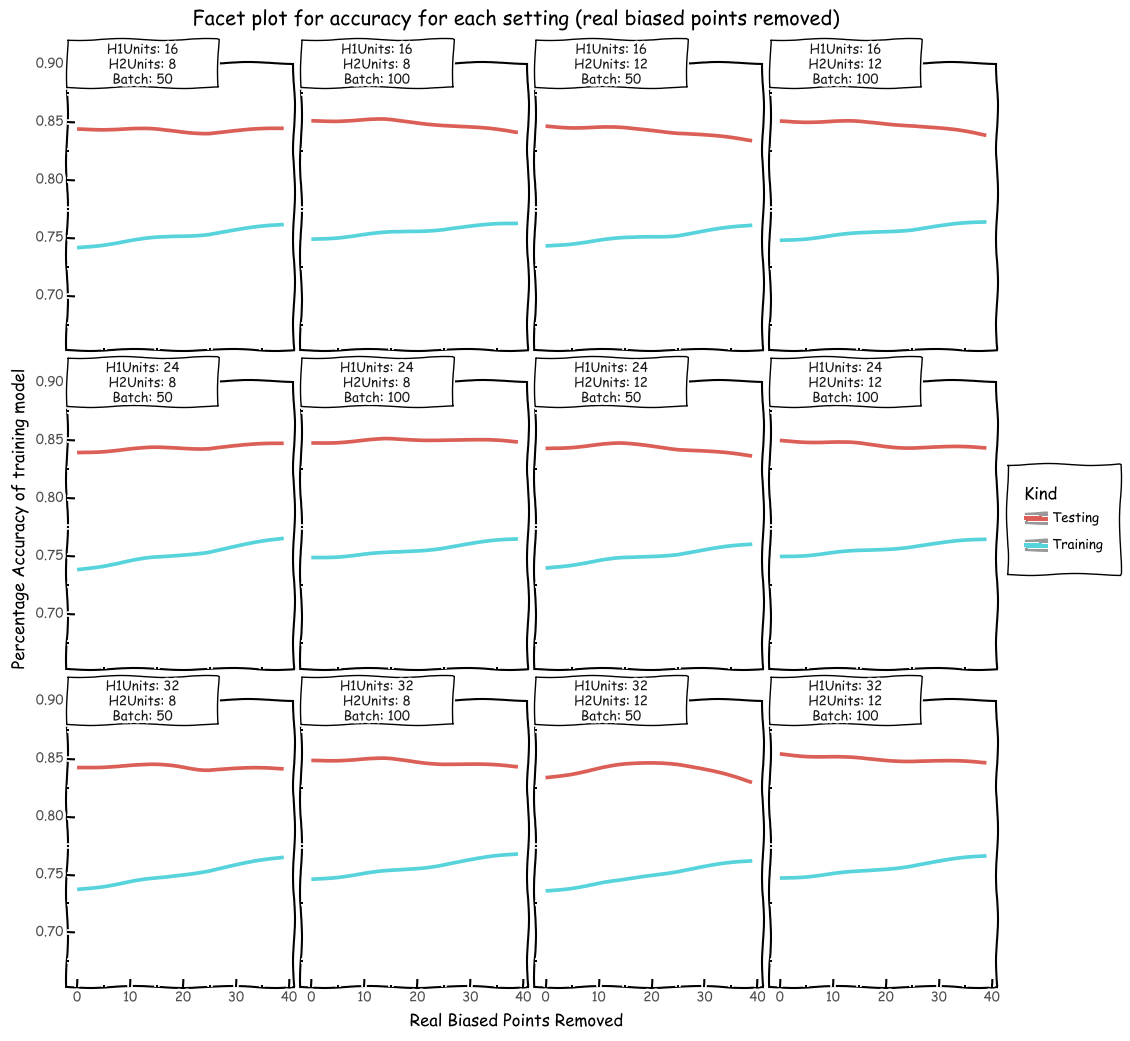 Facet plot for accuracy for each setting (real biased points removed)
H1Units: 16
H2Units: 8
Batch: 50
H1Units: 16
H2Units: 8
Batch: 100
H1Units: 16
H2Units: 12
Batch: 50
H1Units: 16
H2Units: 12
Batch: 100
0.90
0.85
0.80
0.75
0.70
H1Units: 24
H2Units: 8
Batch: 50
H1Units: 24
H2Units: 8
Batch: 100
H1Units: 24
H2Units: 12
Batch: 50
H1Units: 24
H2Units: 12
Batch: 100
0.90
0.85
0.80
0.75
0.70
H1Units: 32
H2Units: 8
Batch: 50
H1Units: 32
H2Units: 8
Batch: 100
H1Units: 32
H2Units: 12
Batch: 50
H1Units: 32
H2Units: 12
Batch: 100
0.90
0.85
0.80
0.75
0.70
0 10 20 30 40
0 10 20 30 40
0 10 20 30 40
0 10 20 30 40
Real Biased Points Removed
Percentage Accuracy of training model
Kind
Testing
Training